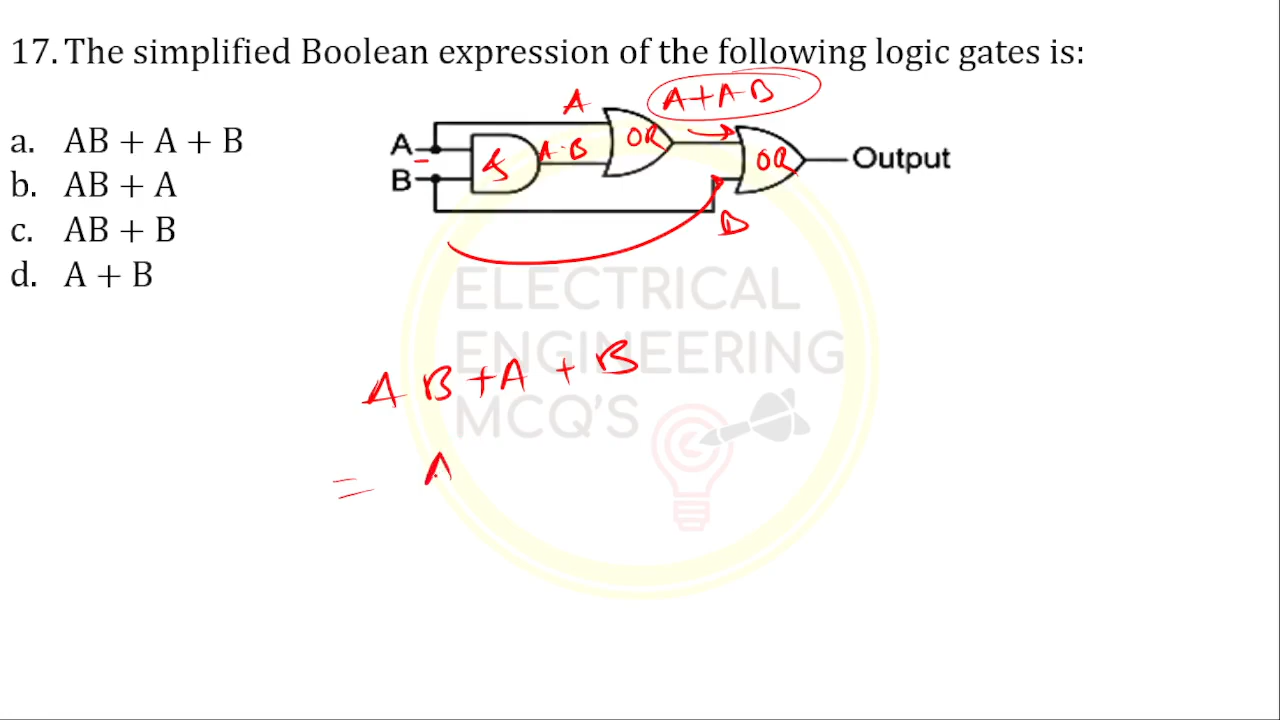 17. The simplified Boolean expression of the following logic gates is:
a. AB + A + B
b. AB + A
c. AB + B
d. A + B
A
A+AB
A
A·B
OR
OR
Output
B
&
B
ELECTRICAL
ENGINEERING
MCQ'S
AB+A+B
= A